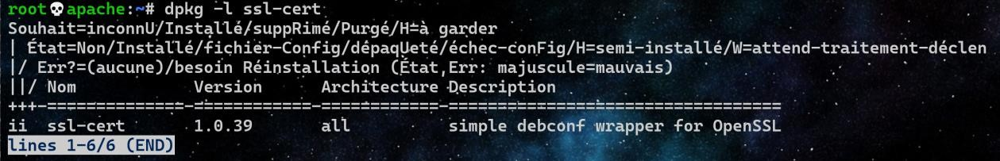 root💀apache:~# dpkg -l ssl-cert
Souhait=inconnU/Installé/suppRimé/Purgé/H=à garder
| État=Non/Installé/fichier-Config/dépaqUeté/échec-conFig/H=semi-installé/W=attend-traitement-déclen
|/ Err?=(aucune)/besoin Réinstallation (État,Err: majuscule=mauvais)
||/ Nom            Version      Architecture Description
+++-==============-============-============-=================================
ii  ssl-cert       1.0.39       all          simple debconf wrapper for OpenSSL
lines 1-6/6 (END)